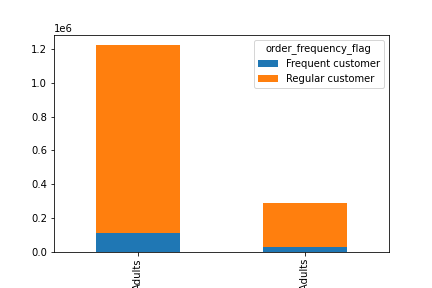 1e6
order_frequency_flag
Frequent customer
Regular customer
1.2
1.0
0.8
0.6
0.4
0.2
0.0
Adults
Adults